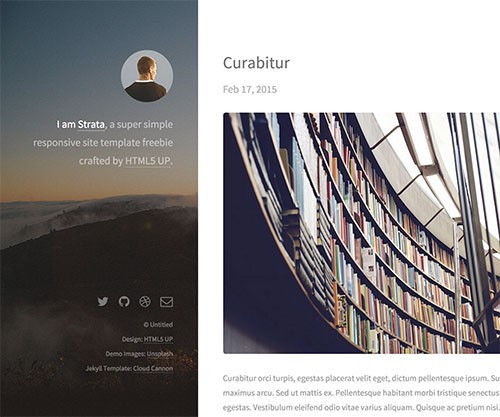 I am Strata, a super simple
responsive site template freebie
crafted by HTML5 UP.
© Untitled
Design: HTML5 UP
Demo Images: Unsplash
Jekyll Template: Cloud Cannon
Curabitur
Feb 17, 2015
Curabitur orci turpis, egestas placerat velit eget, dictum pellentesque ipsum. Su
maximus arcu. Sed ut mattis ex. Pellentesque habitant morbi tristique senectus
egestas. Vestibulum eleifend odio vitae varius aliquam. Quisque ac pretium nisl.